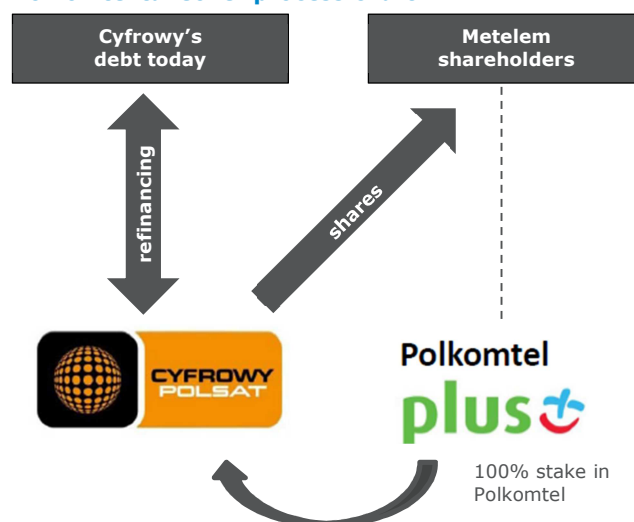 Cyfrowy's
debt today
Metelem
shareholders
refinancing
shares
CYFROWY
POLSAT
Polkomtel
plus
100% stake in
Polkomtel